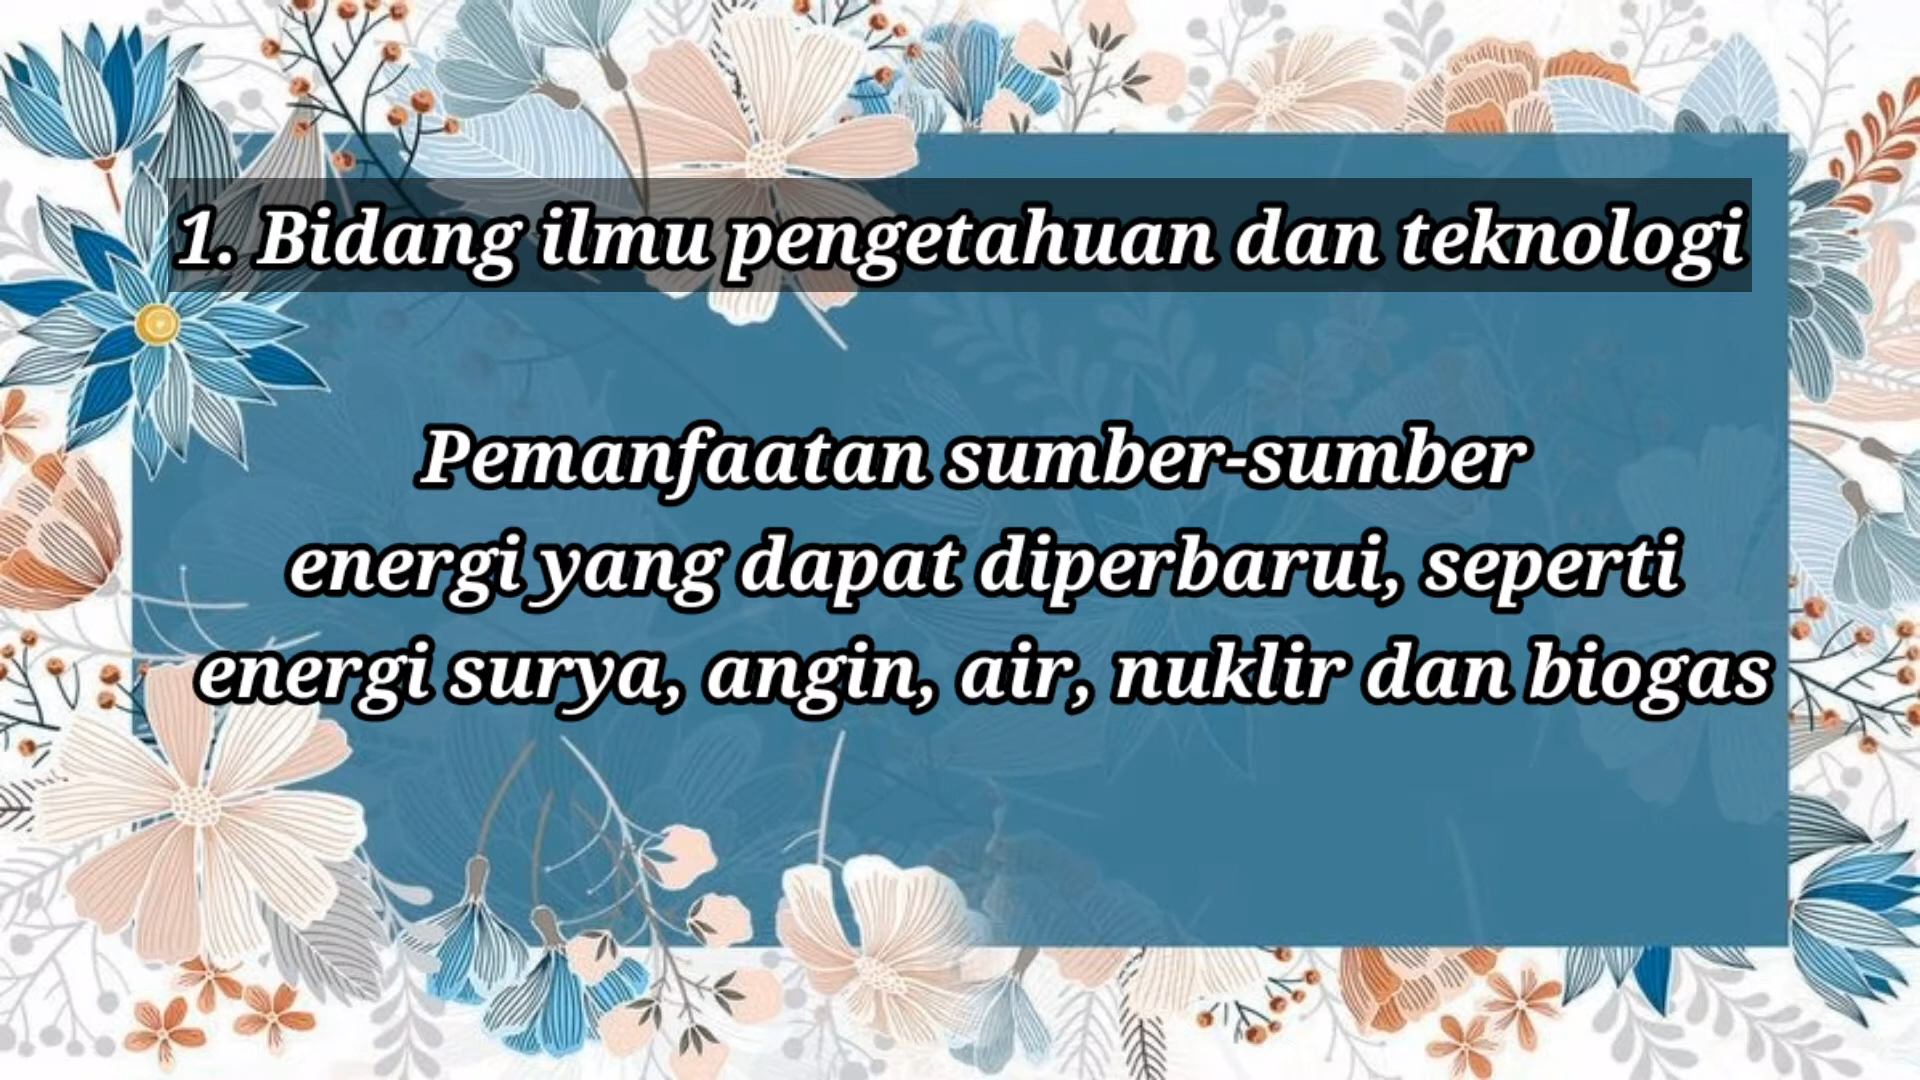 1. Bidang ilmu pengetahuan dan teknologi
Pemanfaatan sumber-sumber
energi yang dapat diperbarui, seperti
energi surya, angin, air, nuklir dan biogas